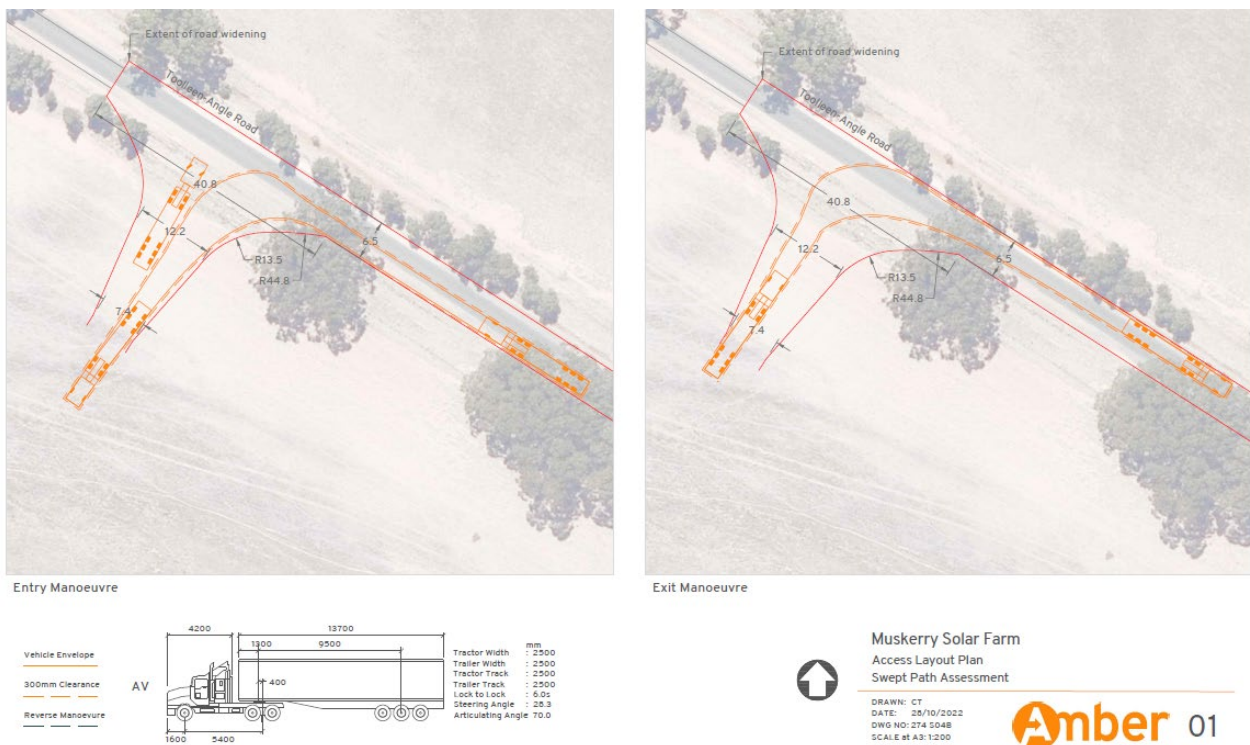 Extent of road widening
Toolleen-Angle Road
40.8
12.2
6.5
R13.5
R44.8
7.4
Entry Manoeuvre
Extent of road widening
Toolleen-Angle Road
40.8
12.2
6.5
R13.5
R44.8
7.4
Exit Manoeuvre
Vehicle Envelope
300mm Clearance
Reverse Manoevure
AV
4200
13700
1300
9500
400
1600
5400
mm
Tractor Width : 2500
Trailer Width : 2500
Tractor Track : 2500
Trailer Track : 2500
Lock to Lock : 6.0s
Steering Angle : 28.3
Articulating Angle 70.0
Muskerry Solar Farm
Access Layout Plan
Swept Path Assessment
DRAWN: CT
DATE: 28/10/2022
DWG NO: 274 S04B
SCALE at A3: 1:200
Amber 01